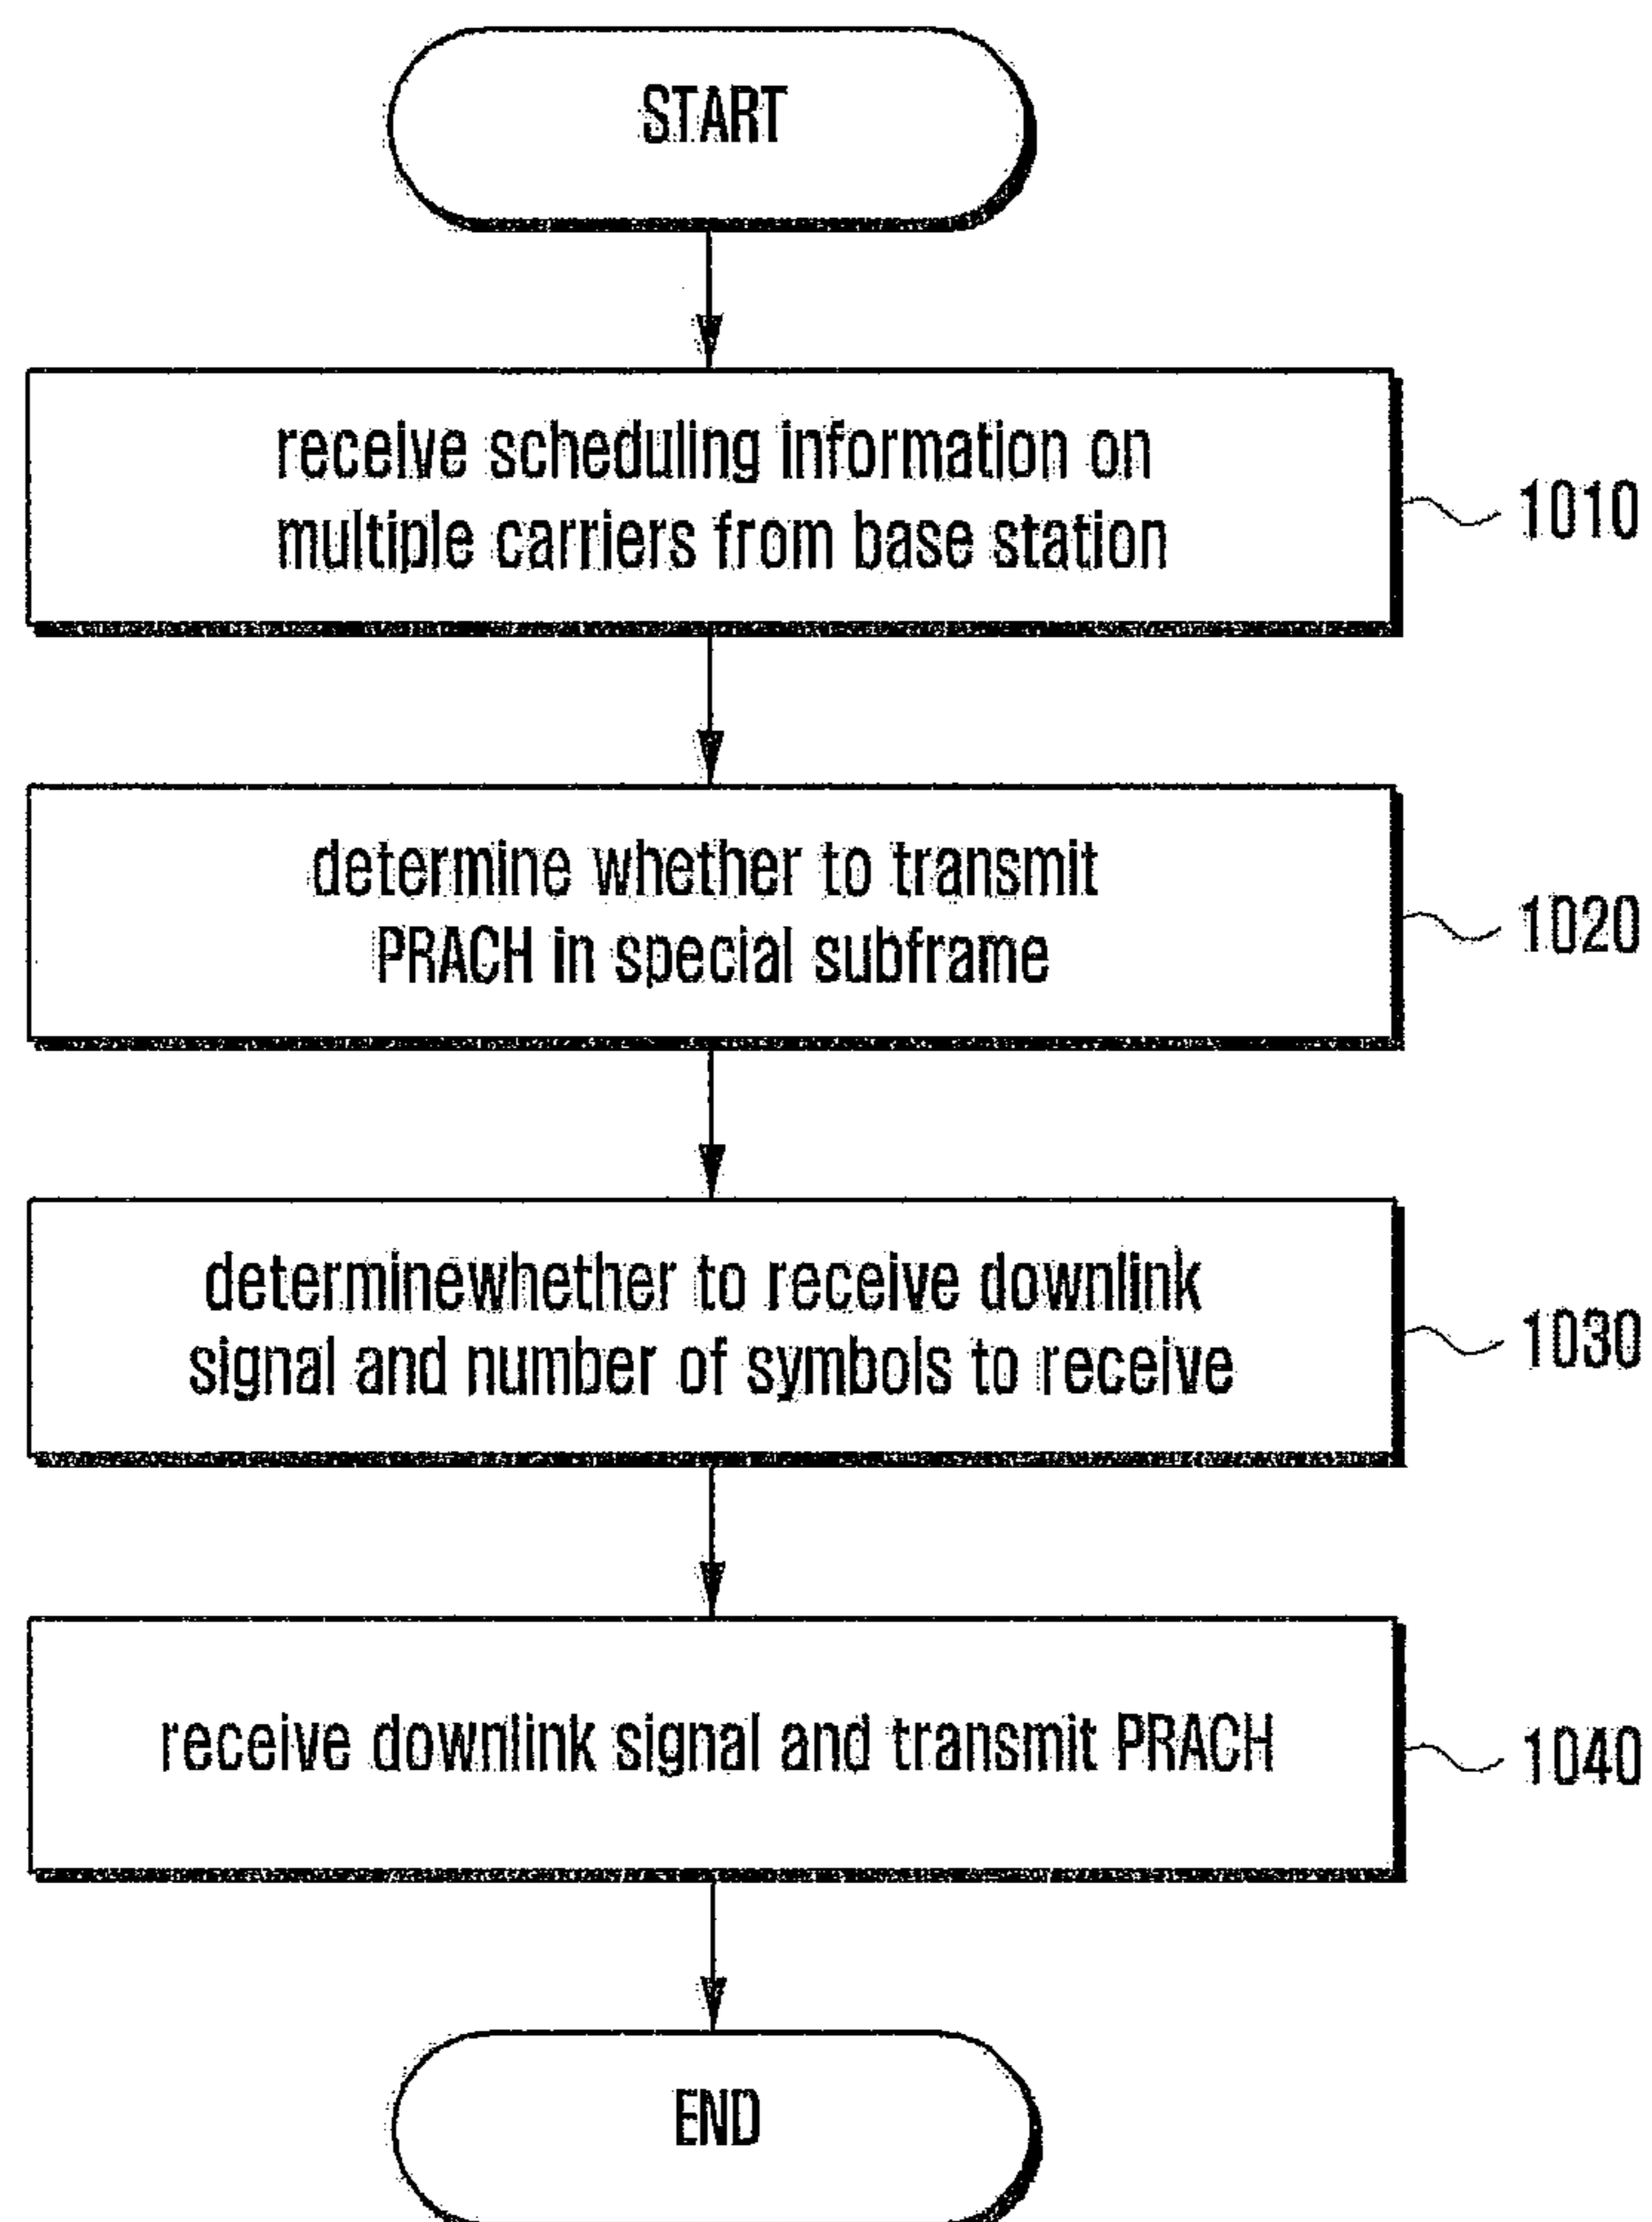 START
receive scheduling information on
multiple carriers from base station
1010
determine whether to transmit
PRACH in special subframe
1020
determinewhether to receive downlink
signal and number of symbols to receive
1030
receive downlink signal and transmit PRACH
1040
END